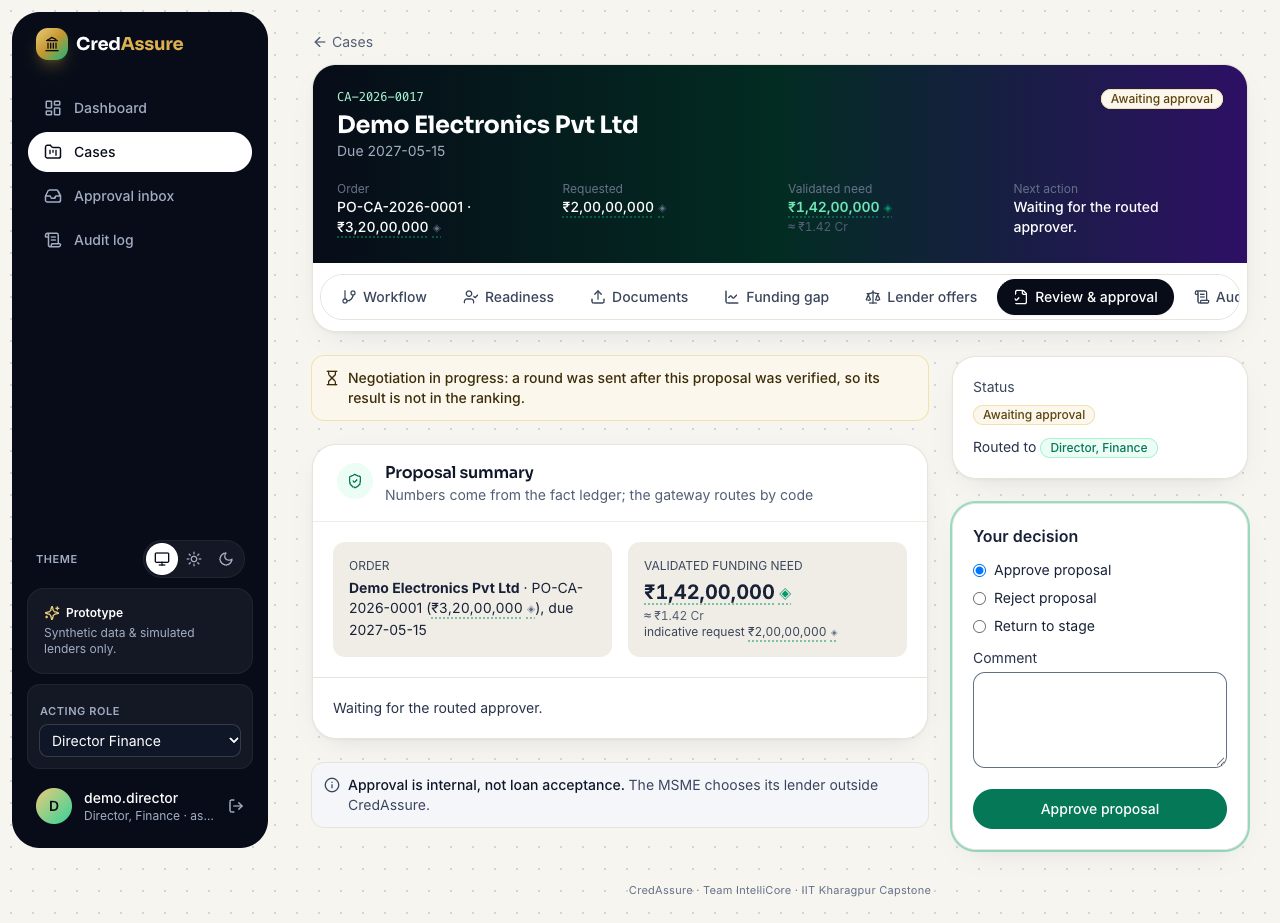 CredAssure
Dashboard
Cases
Approval inbox
Audit log
THEME
Prototype
Synthetic data & simulated
lenders only.
ACTING ROLE
Director Finance
D
demo.director
Director, Finance · as...
← Cases
CA-2026-0017
Awaiting approval
Demo Electronics Pvt Ltd
Due 2027-05-15
Order
PO-CA-2026-0001 ·
₹3,20,00,000
Requested
₹2,00,00,000
Validated need
₹1,42,00,000
≈ ₹1.42 Cr
Next action
Waiting for the routed
approver.
Workflow
Readiness
Documents
Funding gap
Lender offers
Review & approval
Negotiation in progress: a round was sent after this proposal was verified, so its
result is not in the ranking.
Proposal summary
Numbers come from the fact ledger; the gateway routes by code
ORDER
Demo Electronics Pvt Ltd · PO-CA-
2026-0001 (₹3,20,00,000 ), due
2027-05-15
VALIDATED FUNDING NEED
₹1,42,00,000
≈ ₹1.42 Cr
indicative request ₹2,00,00,000
Waiting for the routed approver.
Approval is internal, not loan acceptance. The MSME chooses its lender outside
CredAssure.
Status
Awaiting approval
Routed to Director, Finance
Your decision
Approve proposal
Reject proposal
Return to stage
Comment
Approve proposal
CredAssure · Team IntelliCore · IIT Kharagpur Capstone